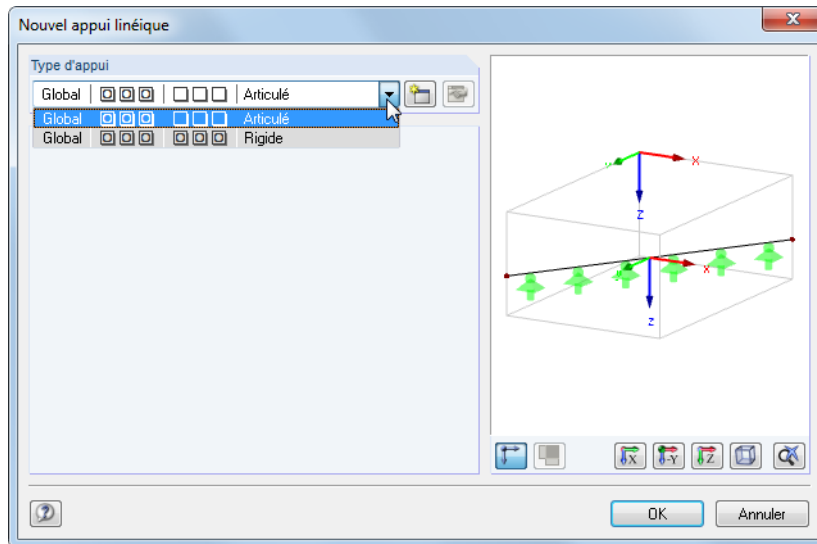 Nouvel appui linéique
Type d'appui
Global Articulé
Global Articulé
Global Rigide
Y X
Z
Y X
Z
X -Y Z
OK Annuler